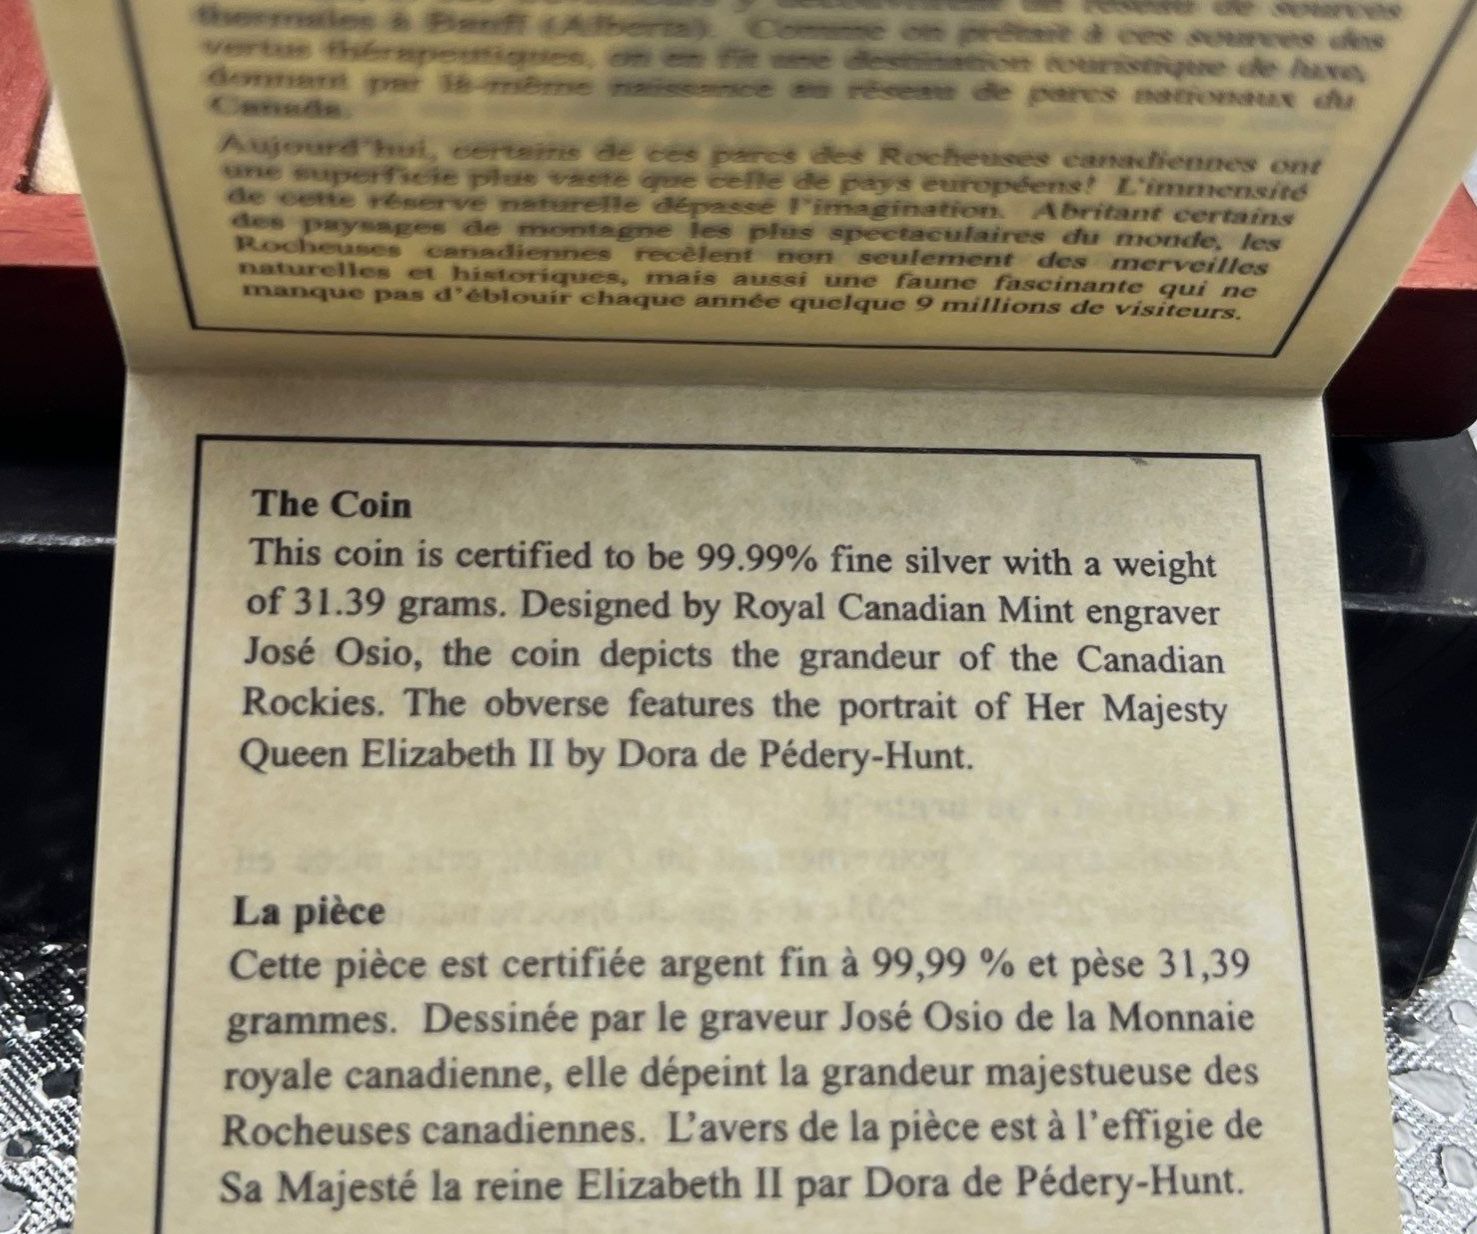 thermales à Banff (Alberta). Comme on prêtait à ces sources des
vertus thérapeutiques, on en fit une destination touristique de luxe,
donnant par là-même naissance au réseau de parcs nationaux du
Canada.
Aujourd'hui, certains de ces parcs des Rocheuses canadiennes ont
une superficie plus vaste que celle de pays européens! L'immensité
de cette réserve naturelle dépasse l'imagination. Abritant certains
des paysages de montagne les plus spectaculaires du monde, les
Rocheuses canadiennes recèlent non seulement des merveilles
naturelles et historiques, mais aussi une faune fascinante qui ne
manque pas d'éblouir chaque année quelque 9 millions de visiteurs.
The Coin
This coin is certified to be 99.99% fine silver with a weight
of 31.39 grams. Designed by Royal Canadian Mint engraver
José Osio, the coin depicts the grandeur of the Canadian
Rockies. The obverse features the portrait of Her Majesty
Queen Elizabeth II by Dora de Pédery-Hunt.
La pièce
Cette pièce est certifiée argent fin à 99,99 % et pèse 31,39
grammes. Dessinée par le graveur José Osio de la Monnaie
royale canadienne, elle dépeint la grandeur majestueuse des
Rocheuses canadiennes. L'avers de la pièce est à l'effigie de
Sa Majesté la reine Elizabeth II par Dora de Pédery-Hunt.